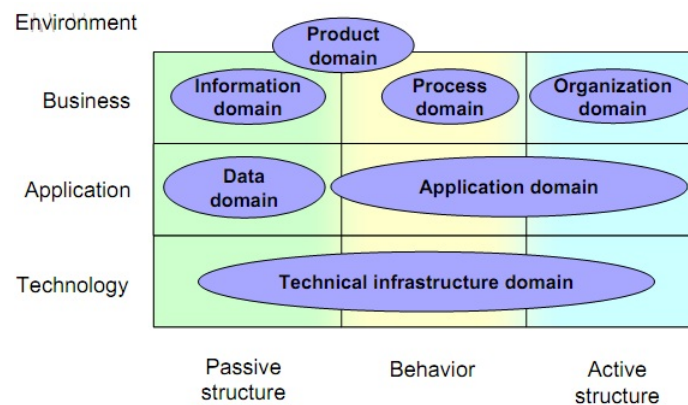 Environment
Product
domain
Business
Information
domain
Process
domain
Organization
domain
Application
Data
domain
Application domain
Technology
Technical infrastructure domain
Passive
structure
Behavior
Active
structure